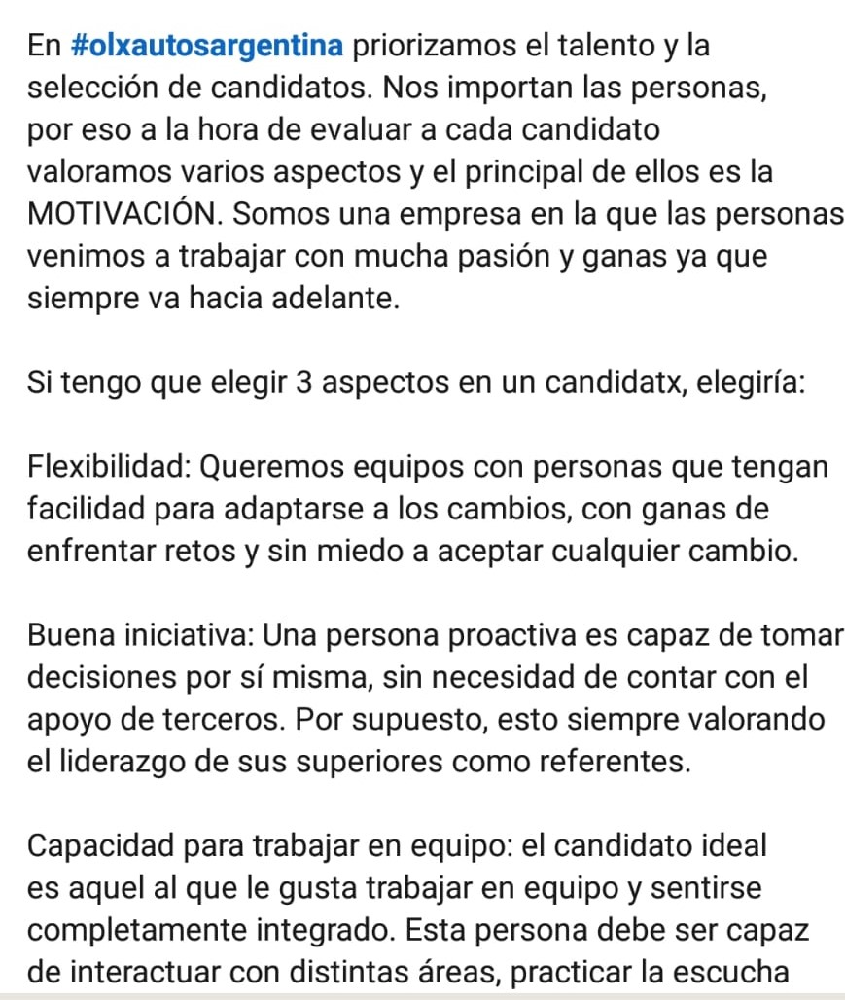 En #olxautosargentina priorizamos el talento y la
selección de candidatos. Nos importan las personas,
por eso a la hora de evaluar a cada candidato
valoramos varios aspectos y el principal de ellos es la
MOTIVACIÓN. Somos una empresa en la que las personas
venimos a trabajar con mucha pasión y ganas ya que
siempre va hacia adelante.
Si tengo que elegir 3 aspectos en un candidatx, elegiría:
Flexibilidad: Queremos equipos con personas que tengan
facilidad para adaptarse a los cambios, con ganas de
enfrentar retos y sin miedo a aceptar cualquier cambio.
Buena iniciativa: Una persona proactiva es capaz de tomar
decisiones por sí misma, sin necesidad de contar con el
apoyo de terceros. Por supuesto, esto siempre valorando
el liderazgo de sus superiores como referentes.
Capacidad para trabajar en equipo: el candidato ideal
es aquel al que le gusta trabajar en equipo y sentirse
completamente integrado. Esta persona debe ser capaz
de interactuar con distintas áreas, practicar la escucha